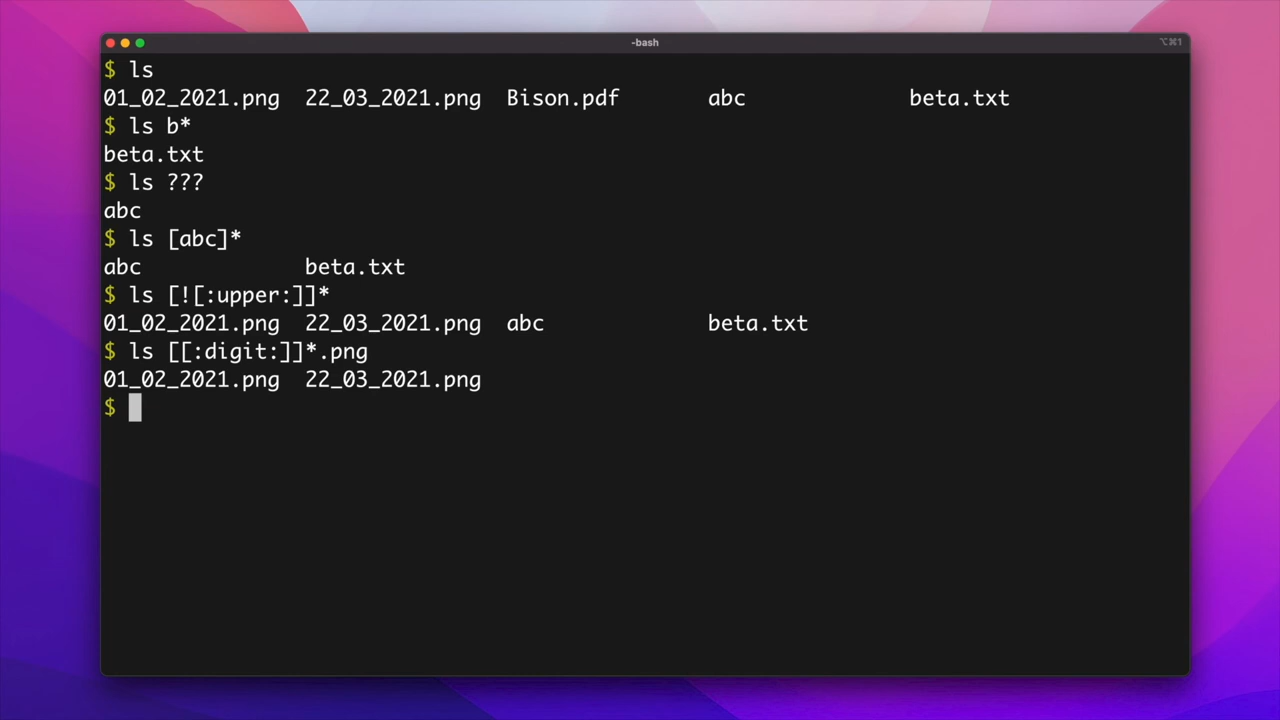 -bash
⌥⌘1
$ ls
01_02_2021.png  22_03_2021.png  Bison.pdf       abc             beta.txt
$ ls b*
beta.txt
$ ls ???
abc
$ ls [abc]*
abc             beta.txt
$ ls [![:upper:]]*
01_02_2021.png  22_03_2021.png  abc             beta.txt
$ ls [[:digit:]]*.png
01_02_2021.png  22_03_2021.png
$